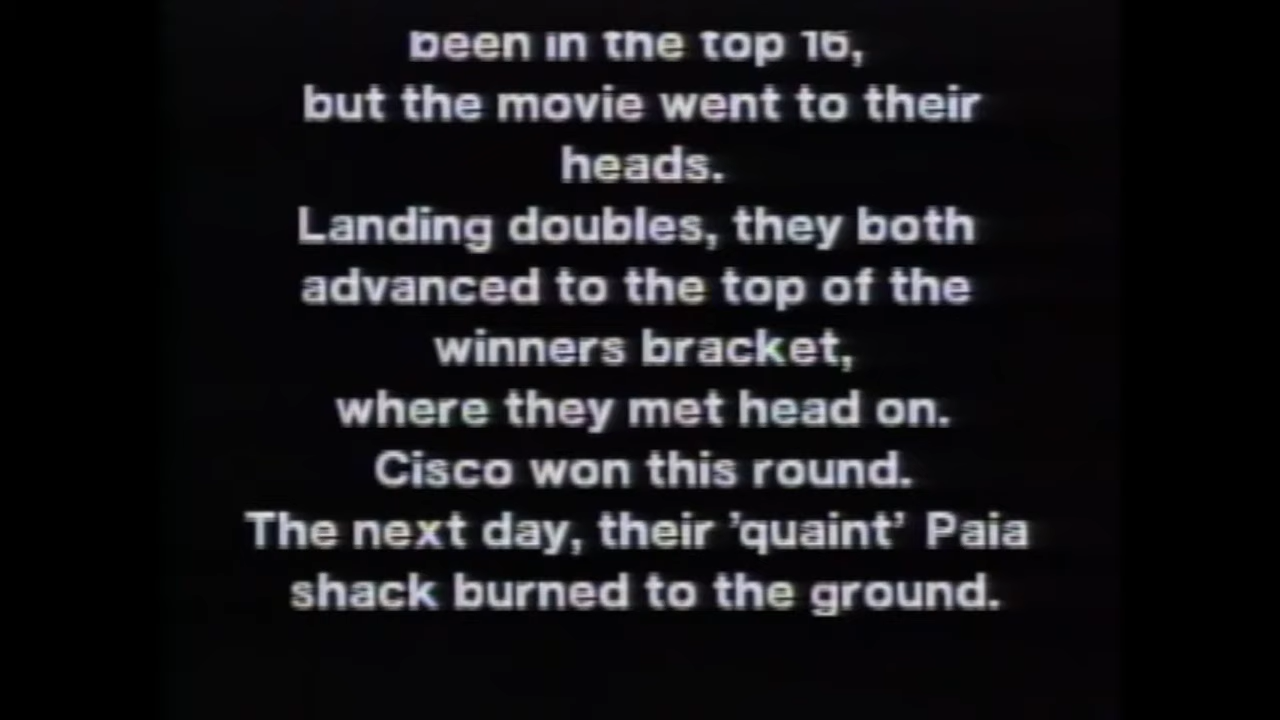 been in the top 16,
but the movie went to their
heads.
Landing doubles, they both
advanced to the top of the
winners bracket,
where they met head on.
Cisco won this round.
The next day, their 'quaint' Paia
shack burned to the ground.